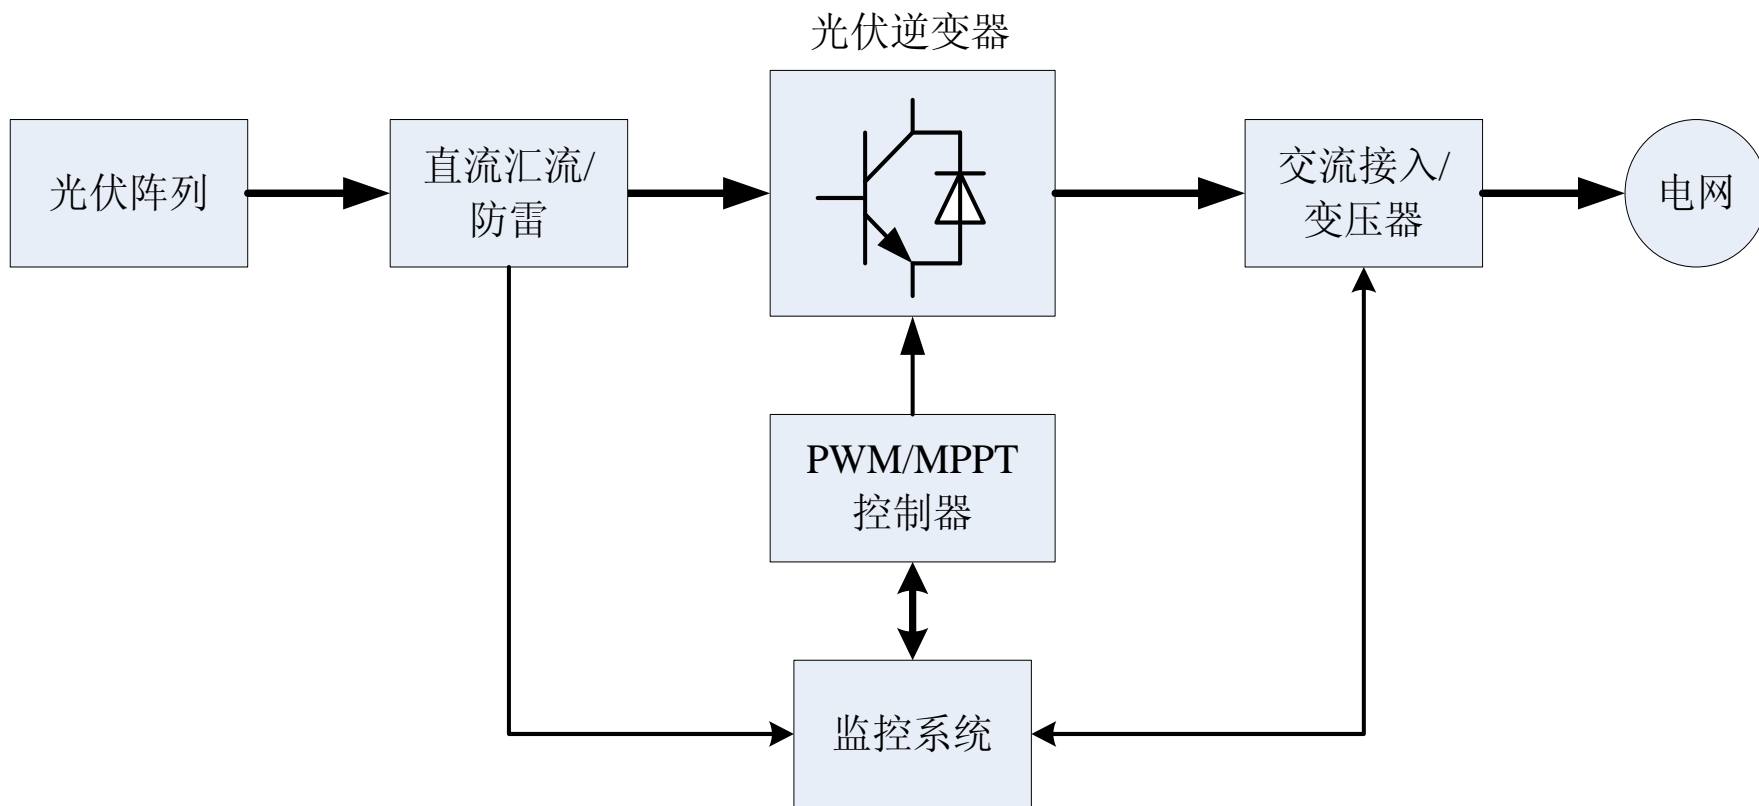 光伏逆变器
光伏阵列
直流汇流/
防雷
交流接入/
变压器
电网
PWM/MPPT
控制器
监控系统